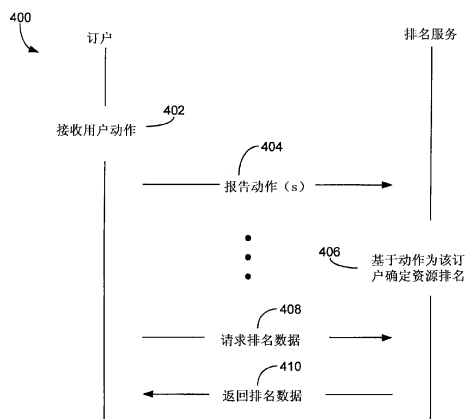 400
订户
排名服务
402
接收用户动作
404
报告动作（s）
406
基于动作为该订
户确定资源排名
408
请求排名数据
410
返回排名数据